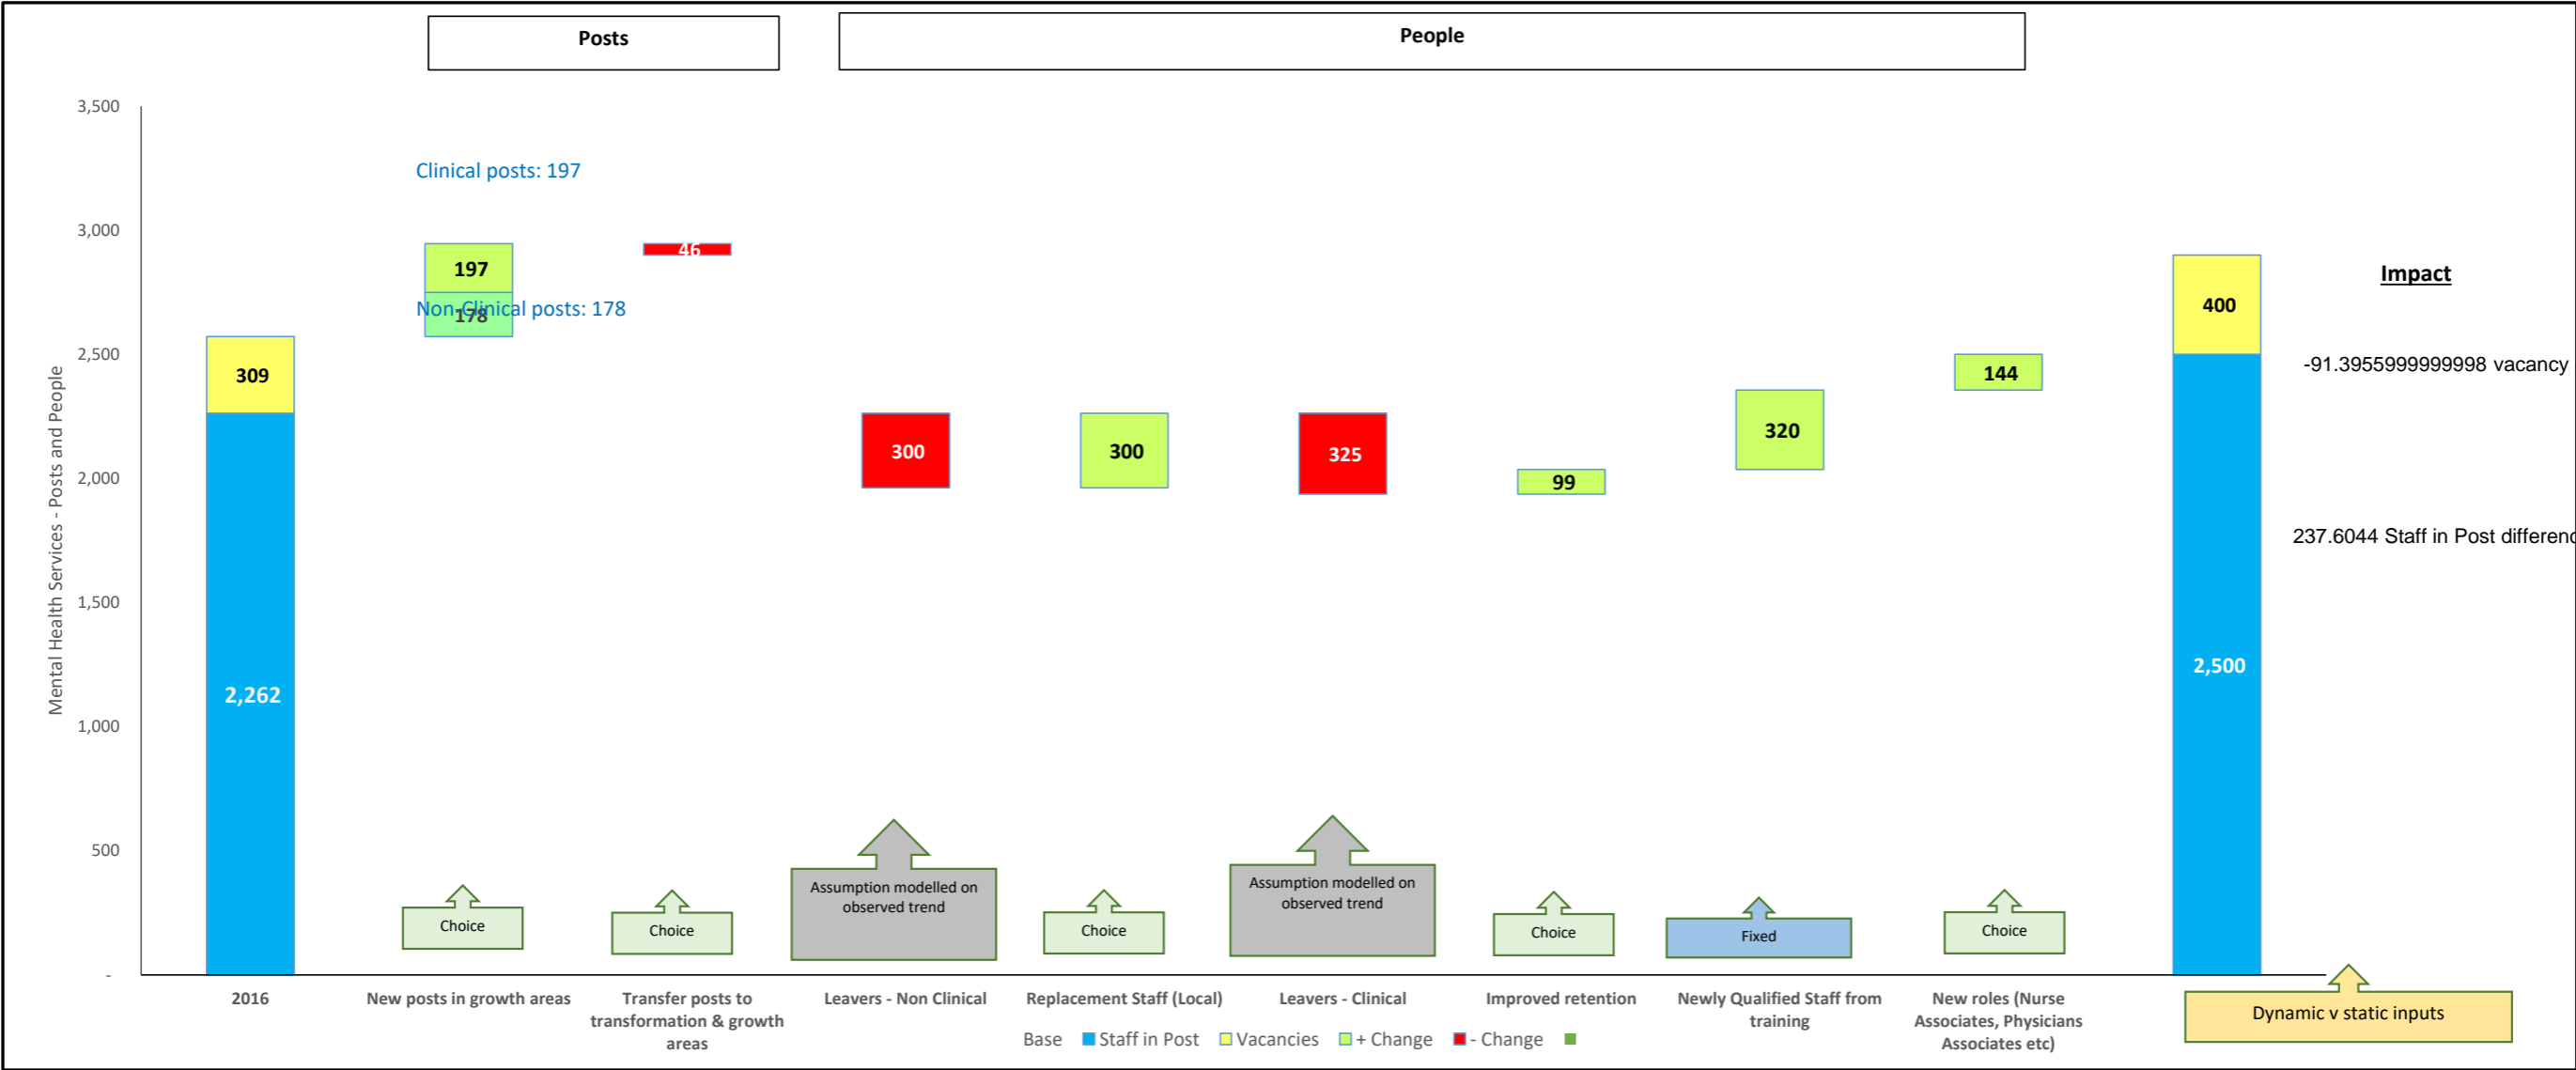 Posts
People
3,500
3,000
2,500
2,000
1,500
1,000
500
-
Mental Health Services - Posts and People
Clinical posts: 197
Non-Clinical posts: 178
309
2,262
197
178
46
300
300
325
99
320
144
400
2,500
Impact
-91.3955999999998 vacancy
237.6044 Staff in Post differenc
Choice
Choice
Assumption modelled on
observed trend
Choice
Assumption modelled on
observed trend
Choice
Fixed
Choice
Dynamic v static inputs
2016
New posts in growth areas
Transfer posts to
transformation & growth
areas
Leavers - Non Clinical
Replacement Staff (Local)
Leavers - Clinical
Improved retention
Newly Qualified Staff from
training
New roles (Nurse
Associates, Physicians
Associates etc)
Base Staff in Post Vacancies + Change - Change